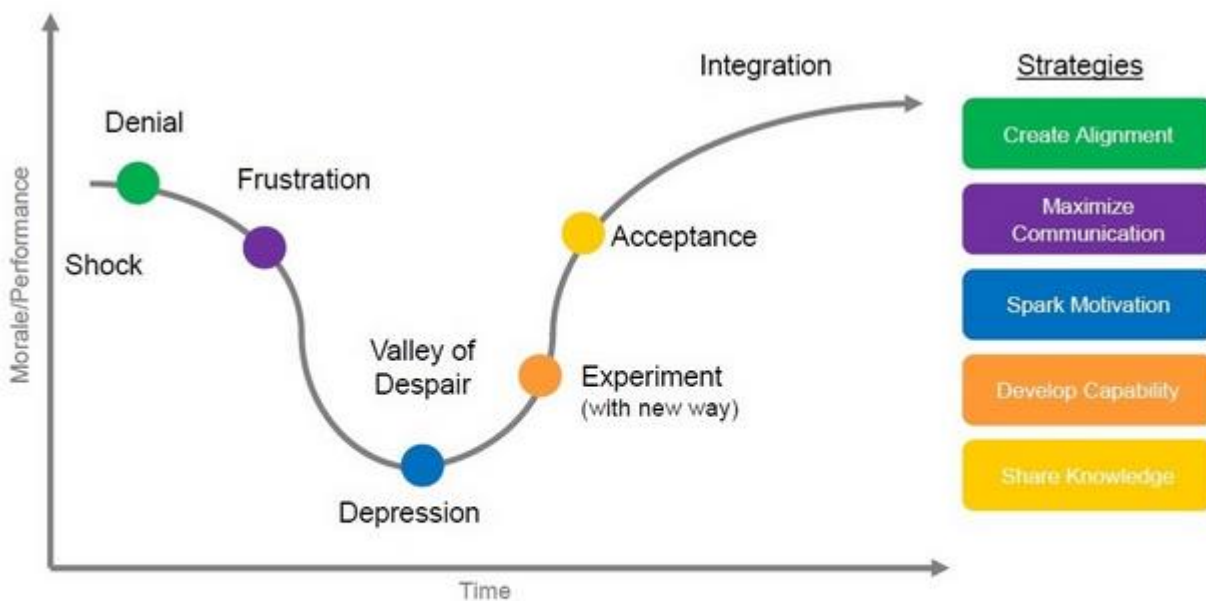 Integration
Strategies
Denial
Create Alignment
Frustration
Maximize
Communication
Acceptance
Shock
Spark Motivation
Valley of
Despair
Experiment
(with new way)
Develop Capability
Share Knowledge
Depression
Morale/Performance
Time